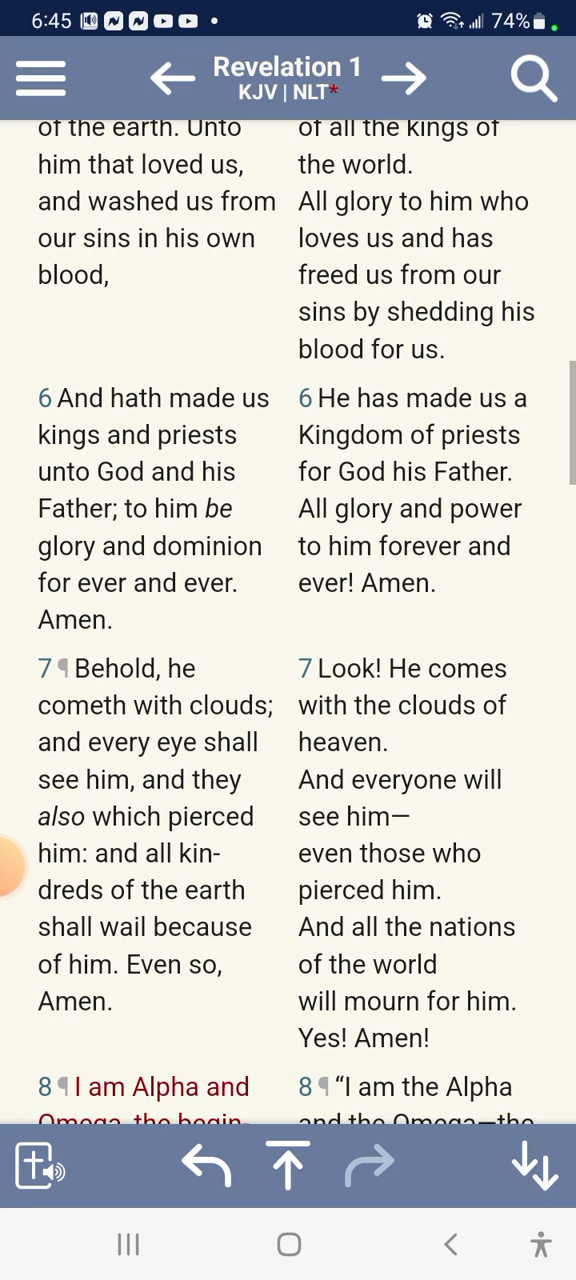 6:45
74%
Revelation 1
KJV | NLT*
of the earth. Unto
him that loved us,
and washed us from
our sins in his own
blood,
of all the kings of
the world.
All glory to him who
loves us and has
freed us from our
sins by shedding his
blood for us.
6 And hath made us
kings and priests
unto God and his
Father; to him be
glory and dominion
for ever and ever.
Amen.
6 He has made us a
Kingdom of priests
for God his Father.
All glory and power
to him forever and
ever! Amen.
7 ¶ Behold, he
cometh with clouds;
and every eye shall
see him, and they
also which pierced
him: and all kin-
dreds of the earth
shall wail because
of him. Even so,
Amen.
7 Look! He comes
with the clouds of
heaven.
And everyone will
see him—
even those who
pierced him.
And all the nations
of the world
will mourn for him.
Yes! Amen!
8 ¶ I am Alpha and
Omega, the begin-
8 ¶ “I am the Alpha
and the Omega—the